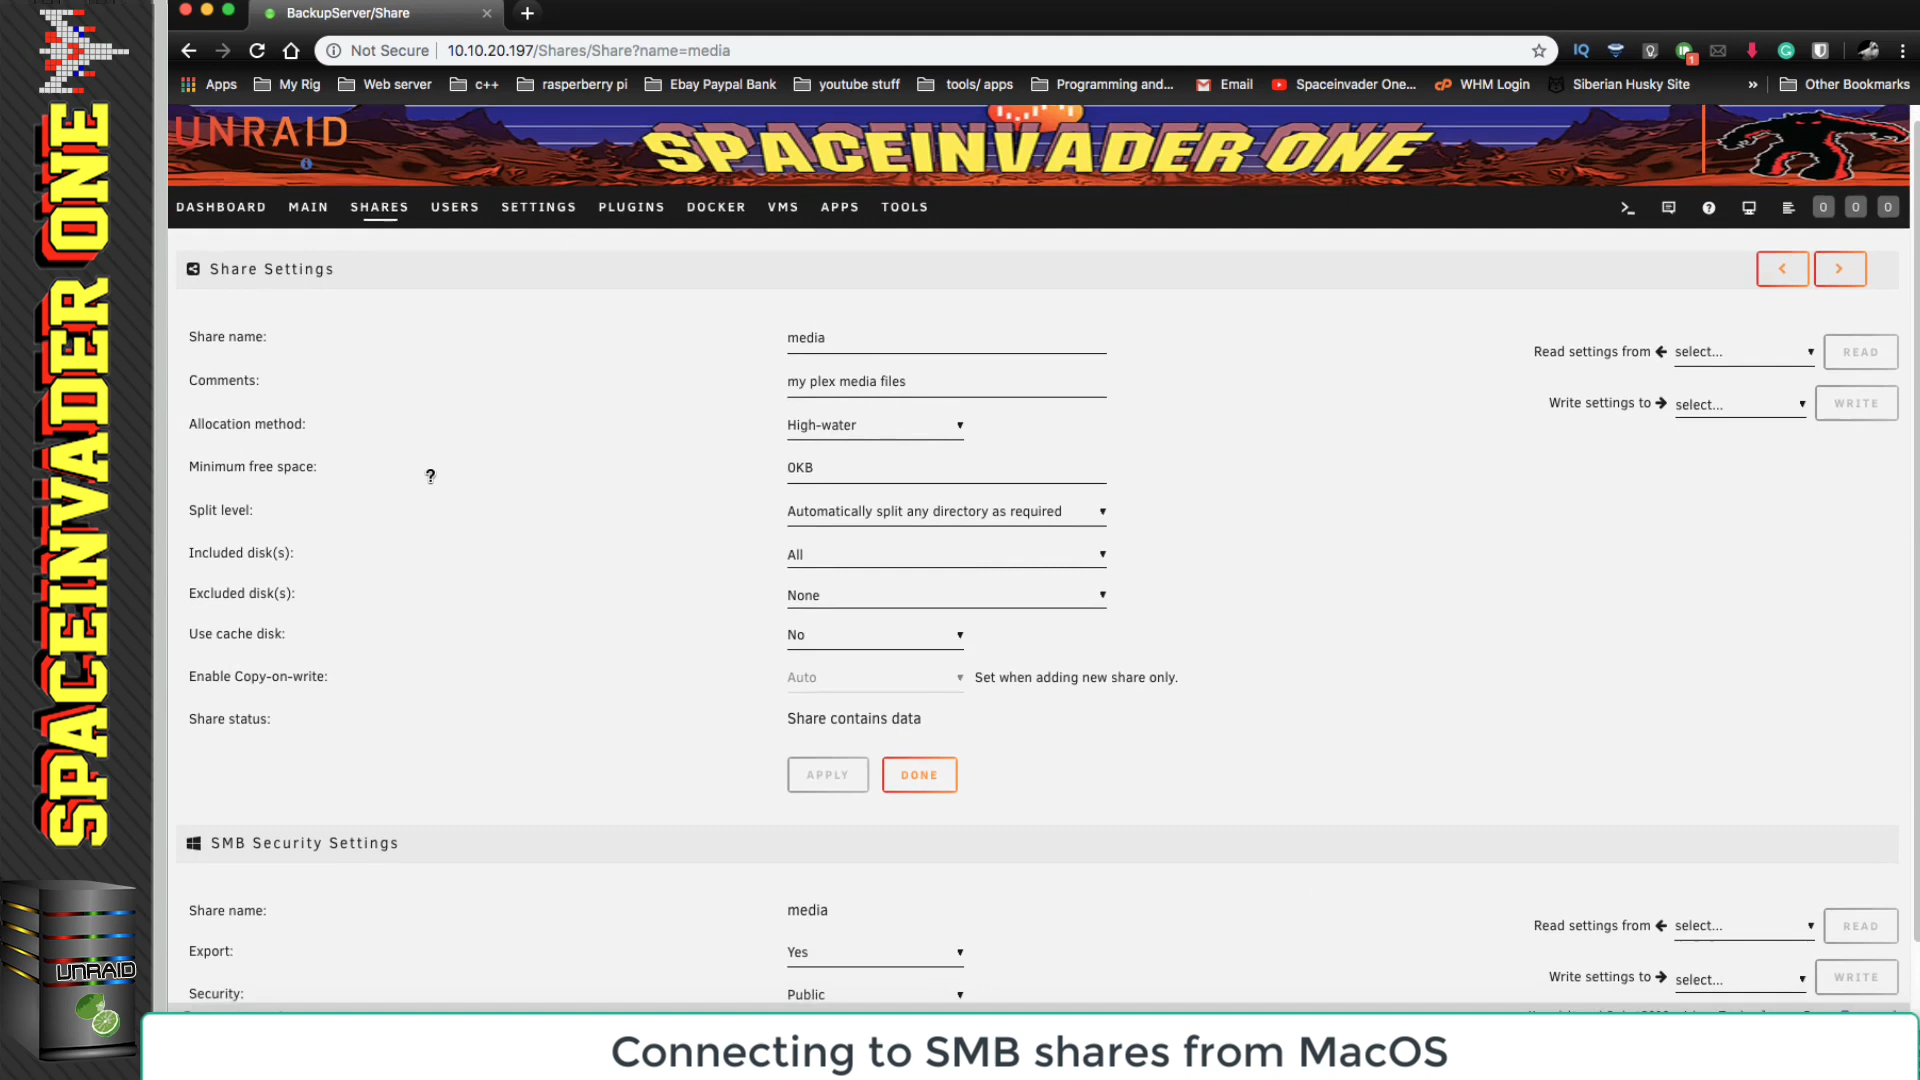 BackupServer/Share
Not Secure 10.10.20.197/Shares/Share?name=media
IQ
1
Apps My Rig Web server c++ rasperberry pi Ebay Paypal Bank youtube stuff tools/ apps Programming and... Email Spaceinvader One... cP WHM Login Siberian Husky Site » Other Bookmarks
UNRAID
SPACEINVADER ONE
DASHBOARD MAIN SHARES USERS SETTINGS PLUGINS DOCKER VMS APPS TOOLS 0 0 0
Share Settings
Share name: media
Read settings from select... READ
Comments: my plex media files
Write settings to select... WRITE
Allocation method: High-water
Minimum free space: 0KB
?
Split level: Automatically split any directory as required
Included disk(s): All
Excluded disk(s): None
Use cache disk: No
Enable Copy-on-write: Auto Set when adding new share only.
Share status: Share contains data
APPLY DONE
SMB Security Settings
Share name: media
Read settings from select... READ
Export: Yes
Write settings to select... WRITE
Security: Public
SPACEINVADER ONE
UNRAID
Connecting to SMB shares from MacOS